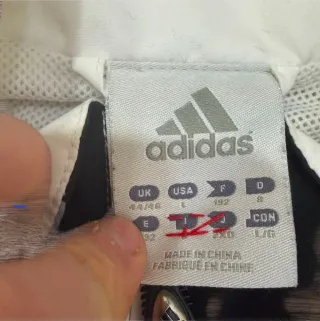 adidas
UK USA F D
44/46 L 192 8
E I CON
L/G
MADE IN CHINA
FABRIQUÉ EN CHINE